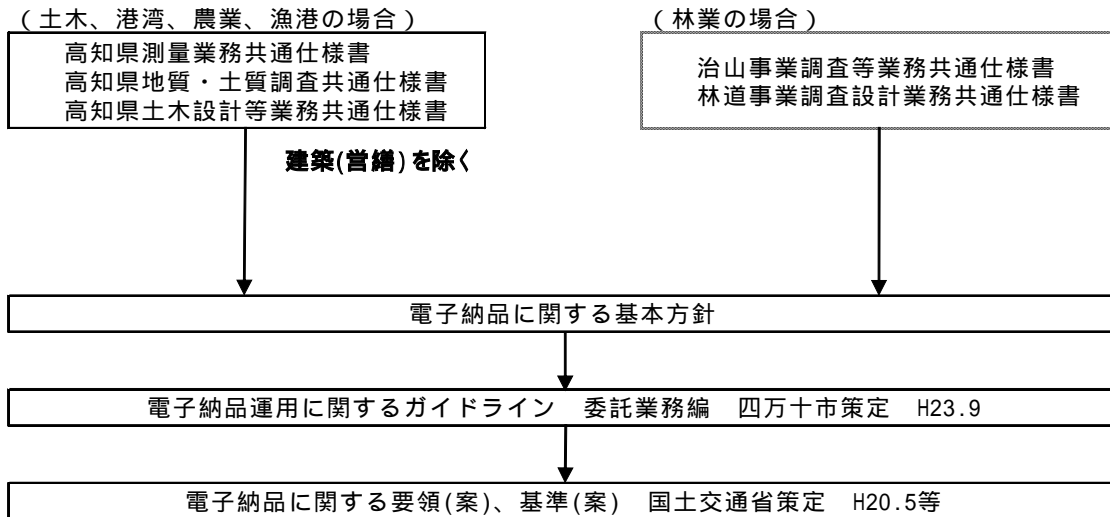 （土木、港湾、農業、漁港の場合）
高知県測量業務共通仕様書
高知県地質・土質調査共通仕様書
高知県土木設計等業務共通仕様書
（林業の場合）
治山事業調査等業務共通仕様書
林道事業調査設計業務共通仕様書
建築(営繕)を除く
電子納品に関する基本方針
電子納品運用に関するガイドライン　委託業務編　四万十市策定　H23.9
電子納品に関する要領(案)、基準(案)　国土交通省策定　H20.5等